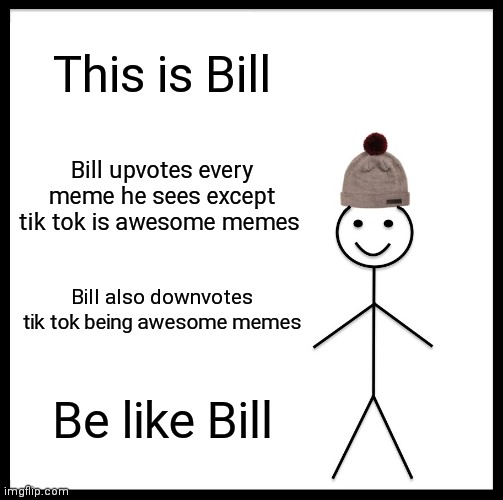 This is Bill
Bill upvotes every
meme he sees except
tik tok is awesome memes
Bill also downvotes
tik tok being awesome memes
Be like Bill
imgflip.com